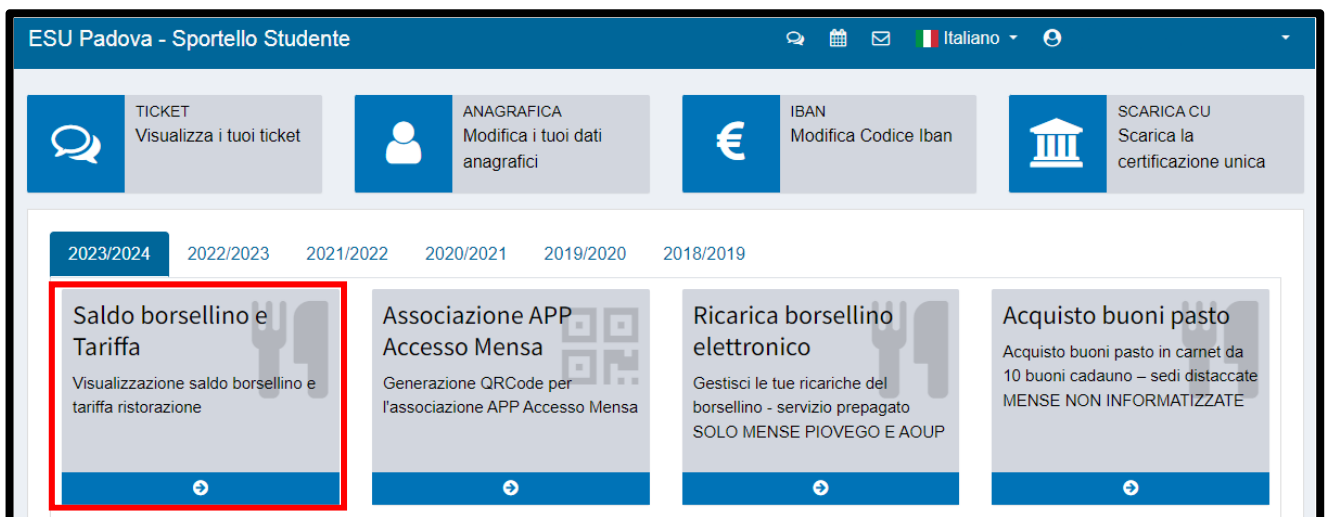 ESU Padova - Sportello Studente
Italiano
TICKET
Visualizza i tuoi ticket
ANAGRAFICA
Modifica i tuoi dati
anagrafici
€
IBAN
Modifica Codice Iban
SCARICA CU
Scarica la
certificazione unica
2023/2024 2022/2023 2021/2022 2020/2021 2019/2020 2018/2019
Saldo borsellino e
Tariffa
Visualizzazione saldo borsellino e
tariffa ristorazione
Associazione APP
Accesso Mensa
Generazione QRCode per
l'associazione APP Accesso Mensa
Ricarica borsellino
elettronico
Gestisci le tue ricariche del
borsellino - servizio prepagato
SOLO MENSE PIOVEGO E AOUP
Acquisto buoni pasto
Acquisto buoni pasto in carnet da
10 buoni cadauno – sedi distaccate
MENSE NON INFORMATIZZATE